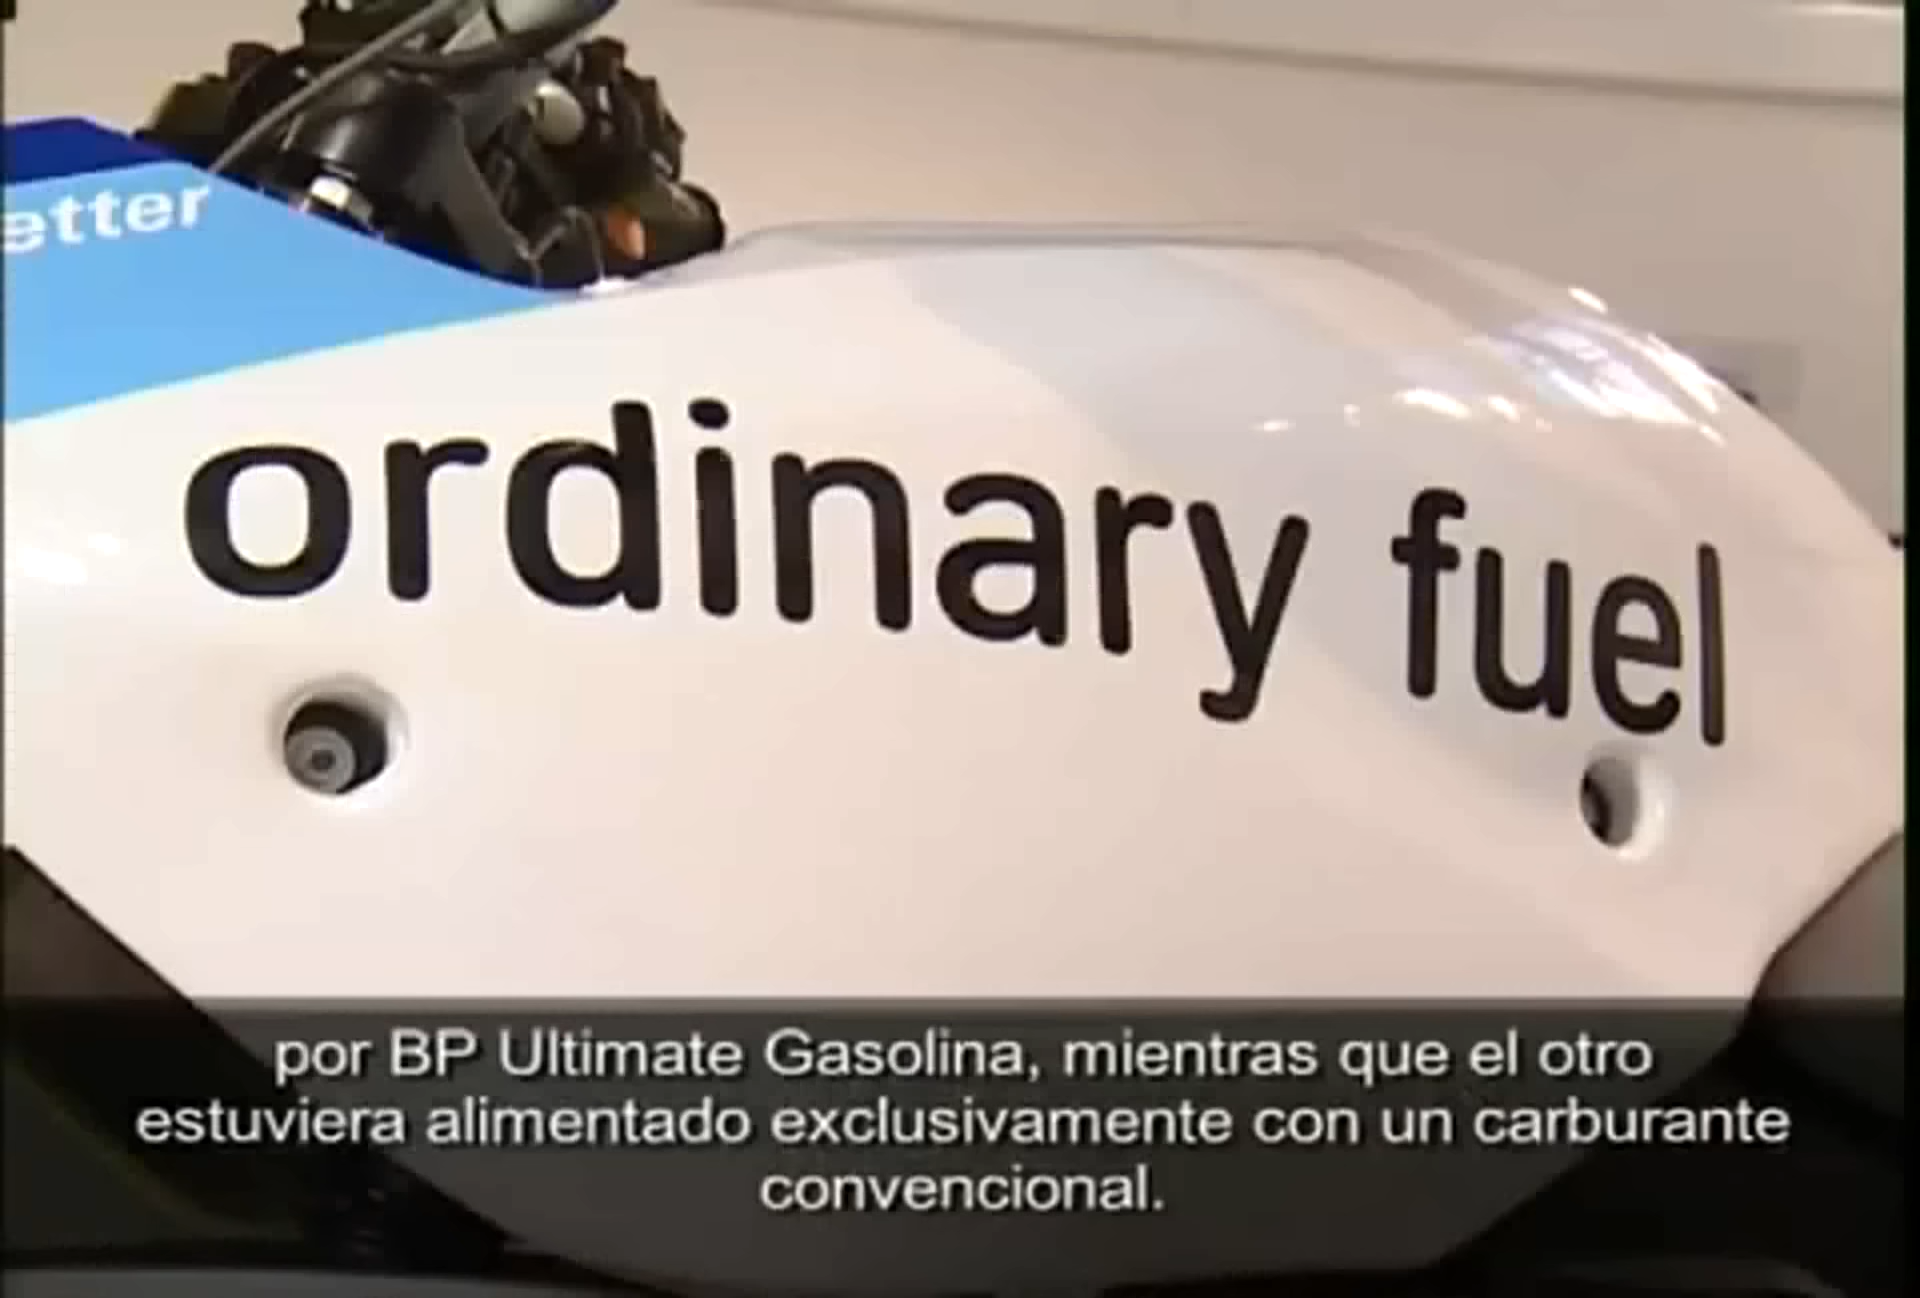 etter
ordinary fuel
por BP Ultimate Gasolina, mientras que el otro
estuviera alimentado exclusivamente con un carburante
convencional.